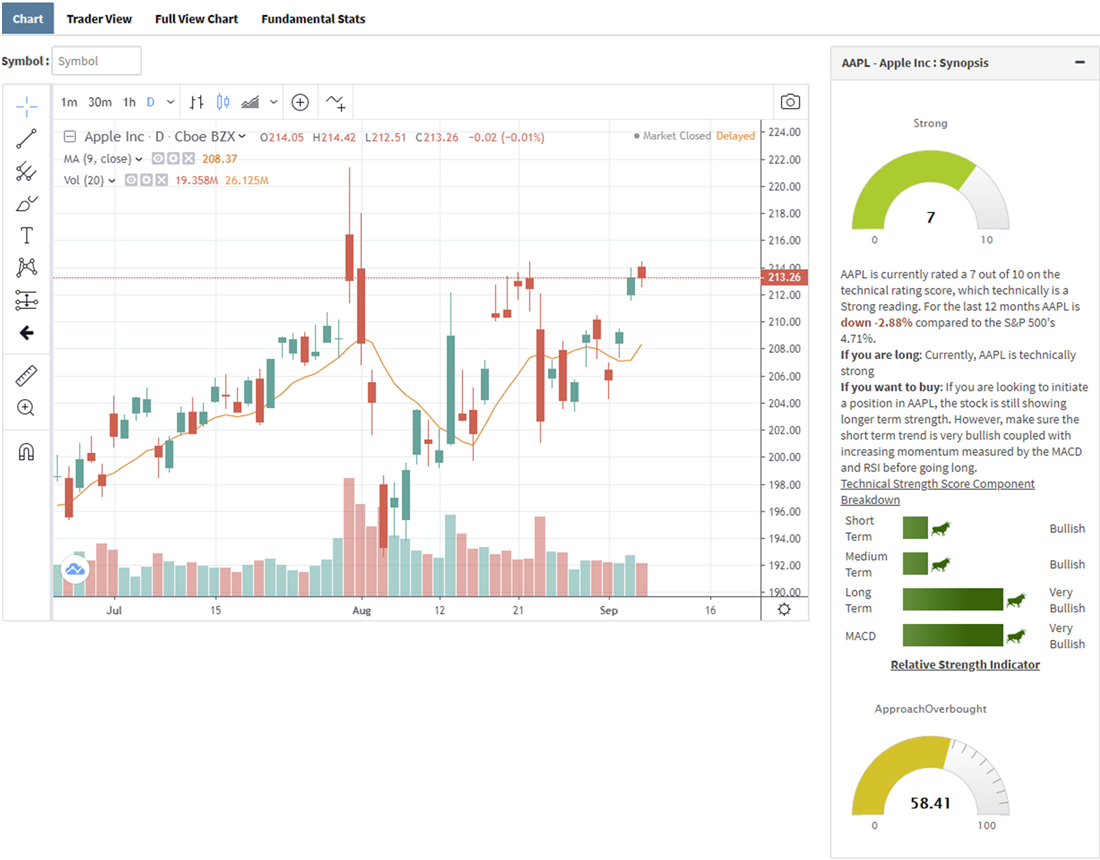 Chart Trader View Full View Chart Fundamental Stats
Symbol : Symbol
1m 30m 1h D
Apple Inc · D · Cboe BZX O214.05 H214.42 L212.51 C213.26 -0.02 (-0.01%) Market Closed Delayed
MA (9, close) 208.37
Vol (20) 19.358M 26.125M
224.00
222.00
220.00
218.00
216.00
214.00
213.26
212.00
210.00
208.00
206.00
204.00
202.00
200.00
198.00
196.00
194.00
192.00
190.00
Jul 15 Aug 12 21 Sep 16
AAPL - Apple Inc : Synopsis
Strong
7
0 10
AAPL is currently rated a 7 out of 10 on the
technical rating score, which technically is a
Strong reading. For the last 12 months AAPL is
down -2.88% compared to the S&P 500's
4.71%.
If you are long: Currently, AAPL is technically
strong
If you want to buy: If you are looking to initiate
a position in AAPL, the stock is still showing
longer term strength. However, make sure the
short term trend is very bullish coupled with
increasing momentum measured by the MACD
and RSI before going long.
Technical Strength Score Component
Breakdown
Short
Term
Bullish
Medium
Term
Bullish
Long
Term
Very
Bullish
MACD
Very
Bullish
Relative Strength Indicator
ApproachOverbought
58.41
0 100